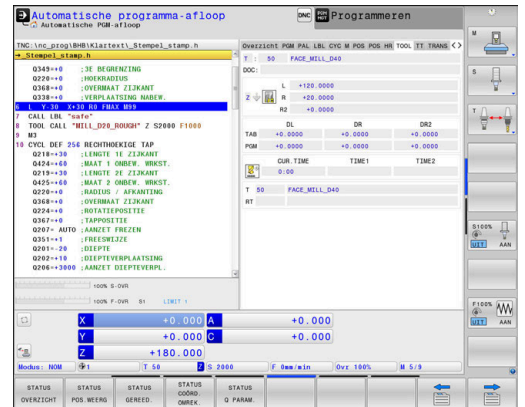 Automatische programma-afloop
Automatische PGM-afloop
DNC
Programmeren
TNC:\nc_prog\BHB\Klartext\_Stempel_stamp.h
→_Stempel_stamp.h
Q349=+0 ;3E BEGRENZING
Q220=+0 ;HOEKRADIUS
Q368=+0 ;OVERMAAT ZIJKANT
Q338=+0 ;VERPLAATSING NABEW.
6 L Y-30 X+30 R0 FMAX M99
7 CALL LBL "safe"
8 TOOL CALL "MILL_D20_ROUGH" Z S2000 F1000
9 M3
10 CYCL DEF 256 RECHTHOEKIGE TAP
Q218=+30 ;LENGTE 1E ZIJKANT
Q424=+60 ;MAAT 1 ONBEW. WRKST.
Q219=+30 ;LENGTE 2E ZIJKANT
Q425=+60 ;MAAT 2 ONBEW. WRKST.
Q220=+0 ;RADIUS / AFKANTING
Q368=+0 ;OVERMAAT ZIJKANT
Q224=+0 ;ROTATIEPOSITIE
Q367=+0 ;TAPPOSITIE
Q207= AUTO ;AANZET FREZEN
Q351=+1 ;FREESWIJZE
Q201=-20 ;DIEPTE
Q202=+10 ;DIEPTEVERPLAATSING
Q206=+3000 ;AANZET DIEPTEVERPL.
100% S-OVR
100% F-OVR S1 LIMIT 1
Overzicht PGM PAL LBL CYC M POS POS HR TOOL TT TRANS
T : 50 FACE_MILL_D40
DOC:
L +120.0000
Z R +20.0000
R2 +0.0000
DL DR DR2
TAB +0.0000 +0.0000 +0.0000
PGM +0.0000 +0.0000 +0.0000
CUR.TIME TIME1 TIME2
0:00
T 50 FACE_MILL_D40
RT
X +0.000 A +0.000
Y +0.000 C +0.000
Z +180.000
Modus: NOM 1 T 50 Z S 2000 F 0mm/min Ovr 100% M 5/9
M
S
T
S100%
UIT AAN
F100%
UIT AAN
STATUS OVERZICHT
STATUS POS.WEERG
STATUS GEREED.
STATUS COÖRD. OMREK.
STATUS Q PARAM.